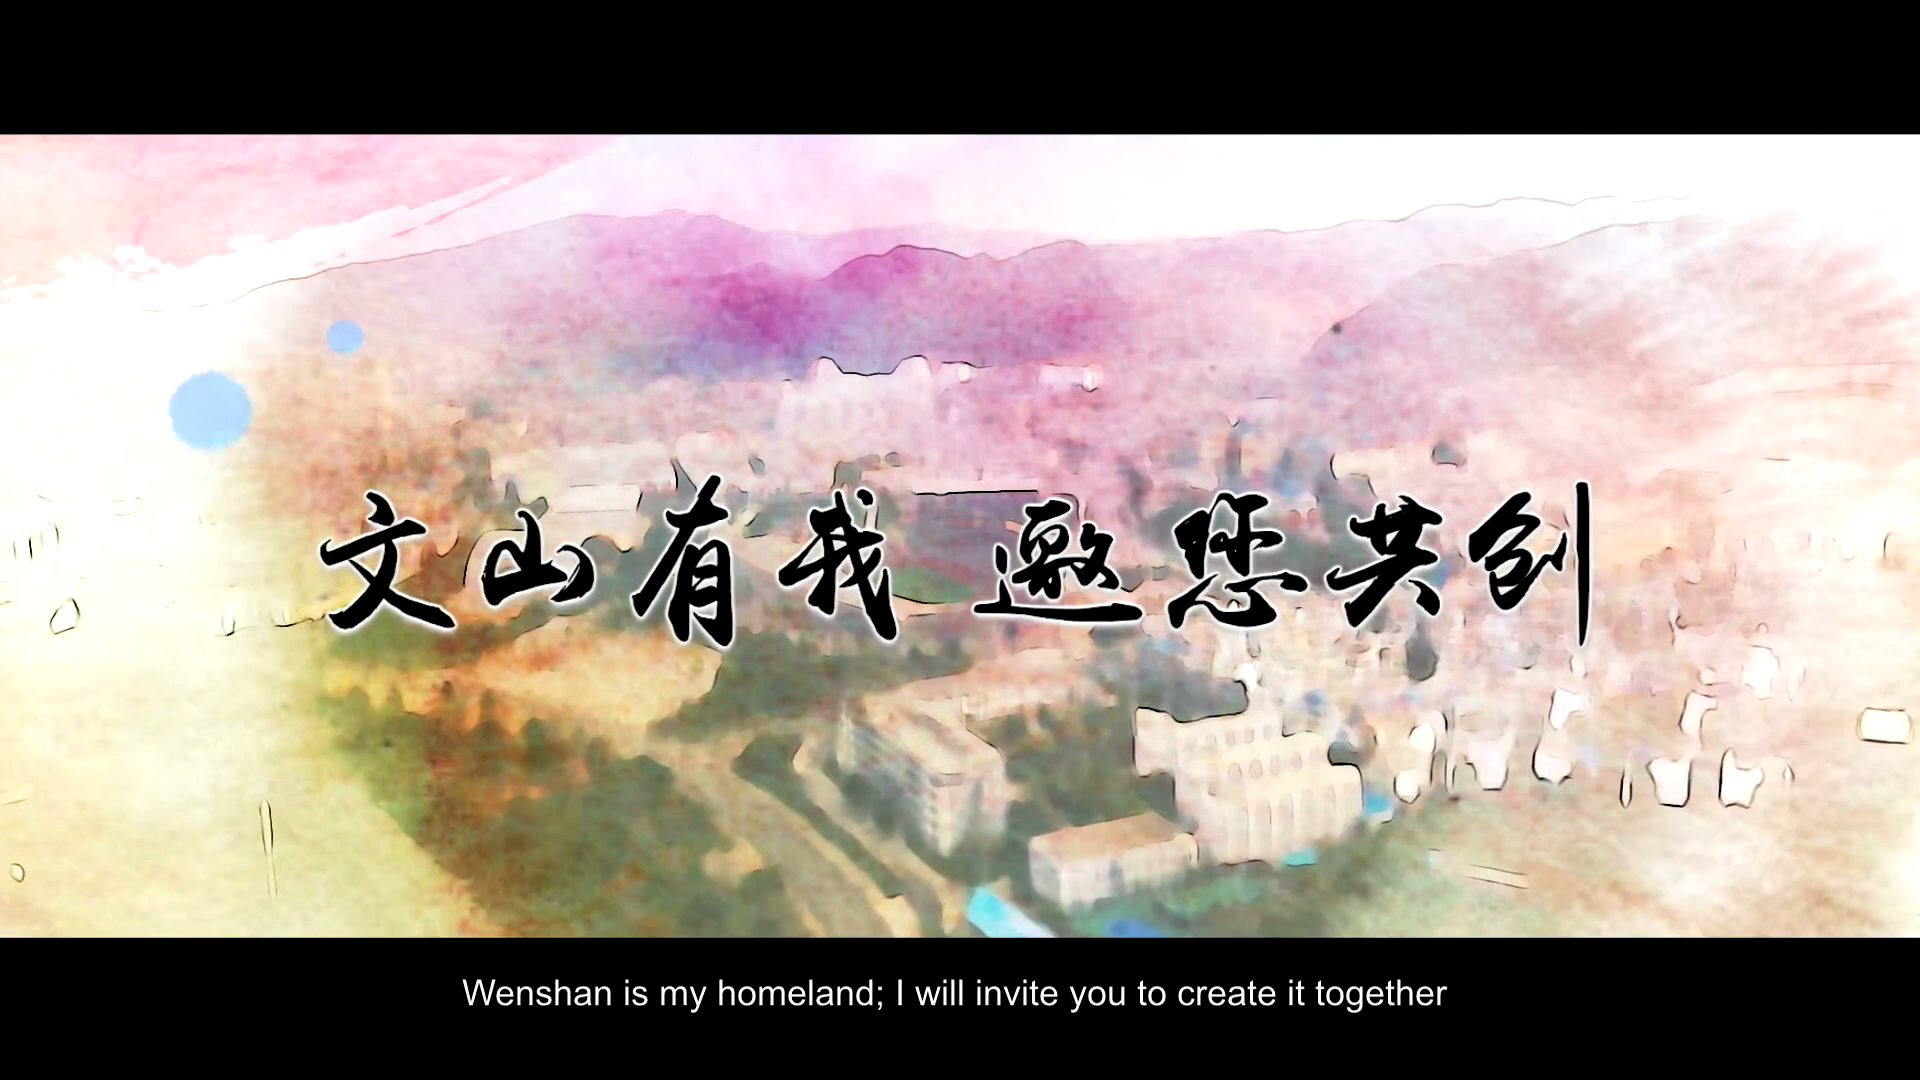 文山有我 邀您共创
Wenshan is my homeland; I will invite you to create it together